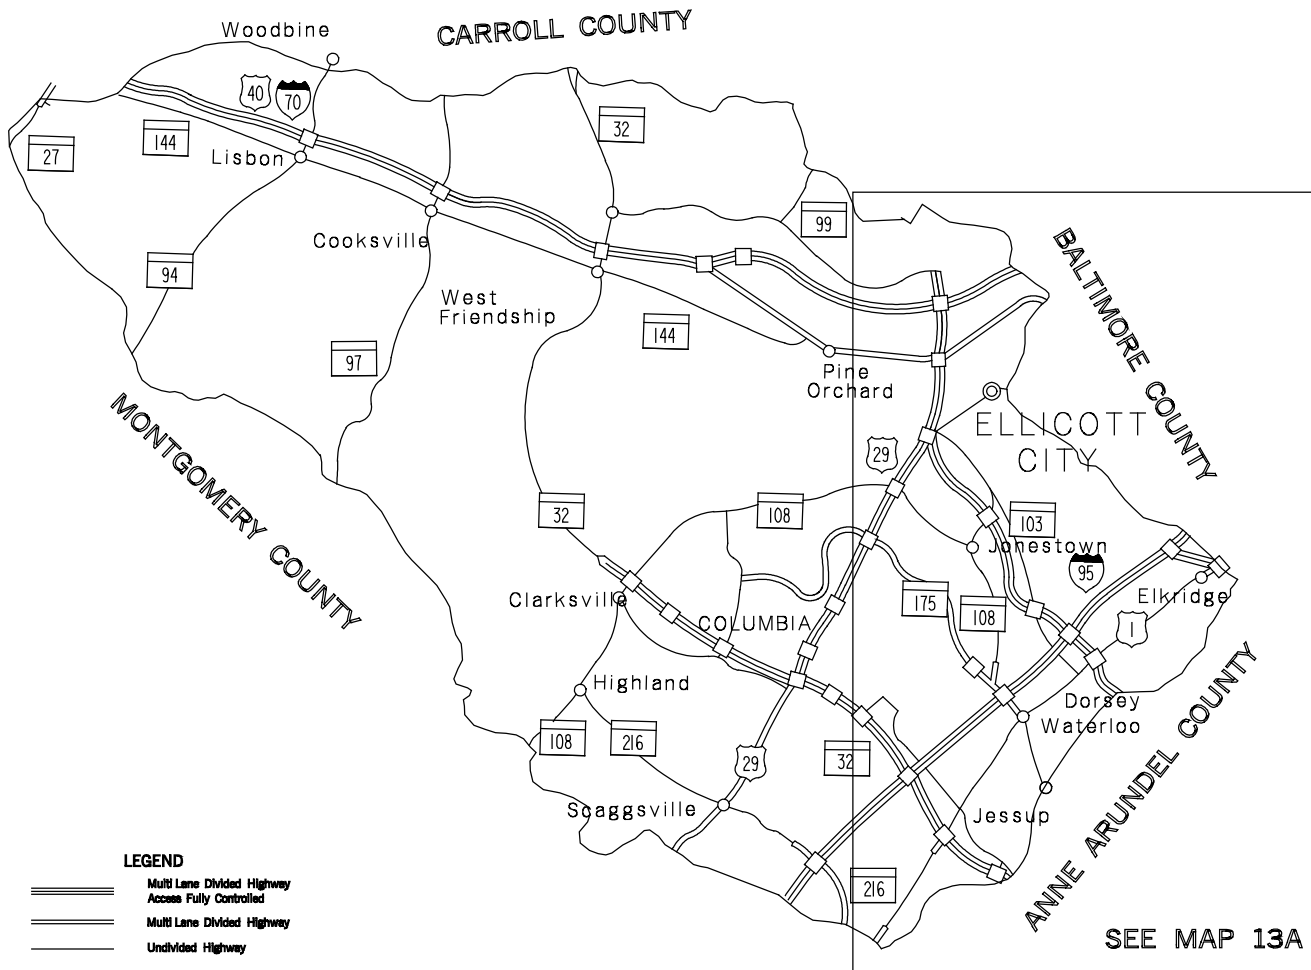 Woodbine
CARROLL COUNTY
40
70
32
27
144
Lisbon
99
Cooksville
94
West
Friendship
BALTIMORE COUNTY
144
97
Pine
Orchard
MONTGOMERY COUNTY
ELLICOTT
CITY
29
32
108
103
Jonestown
95
Clarksville
175
108
Elkridge
COLUMBIA
1
Highland
Dorsey
Waterloo
108
216
29
32
Scaggsville
Jessup
ANNE ARUNDEL COUNTY
216
LEGEND
Multi Lane Divided Highway
Access Fully Controlled
Multi Lane Divided Highway
Undivided Highway
SEE MAP 13A